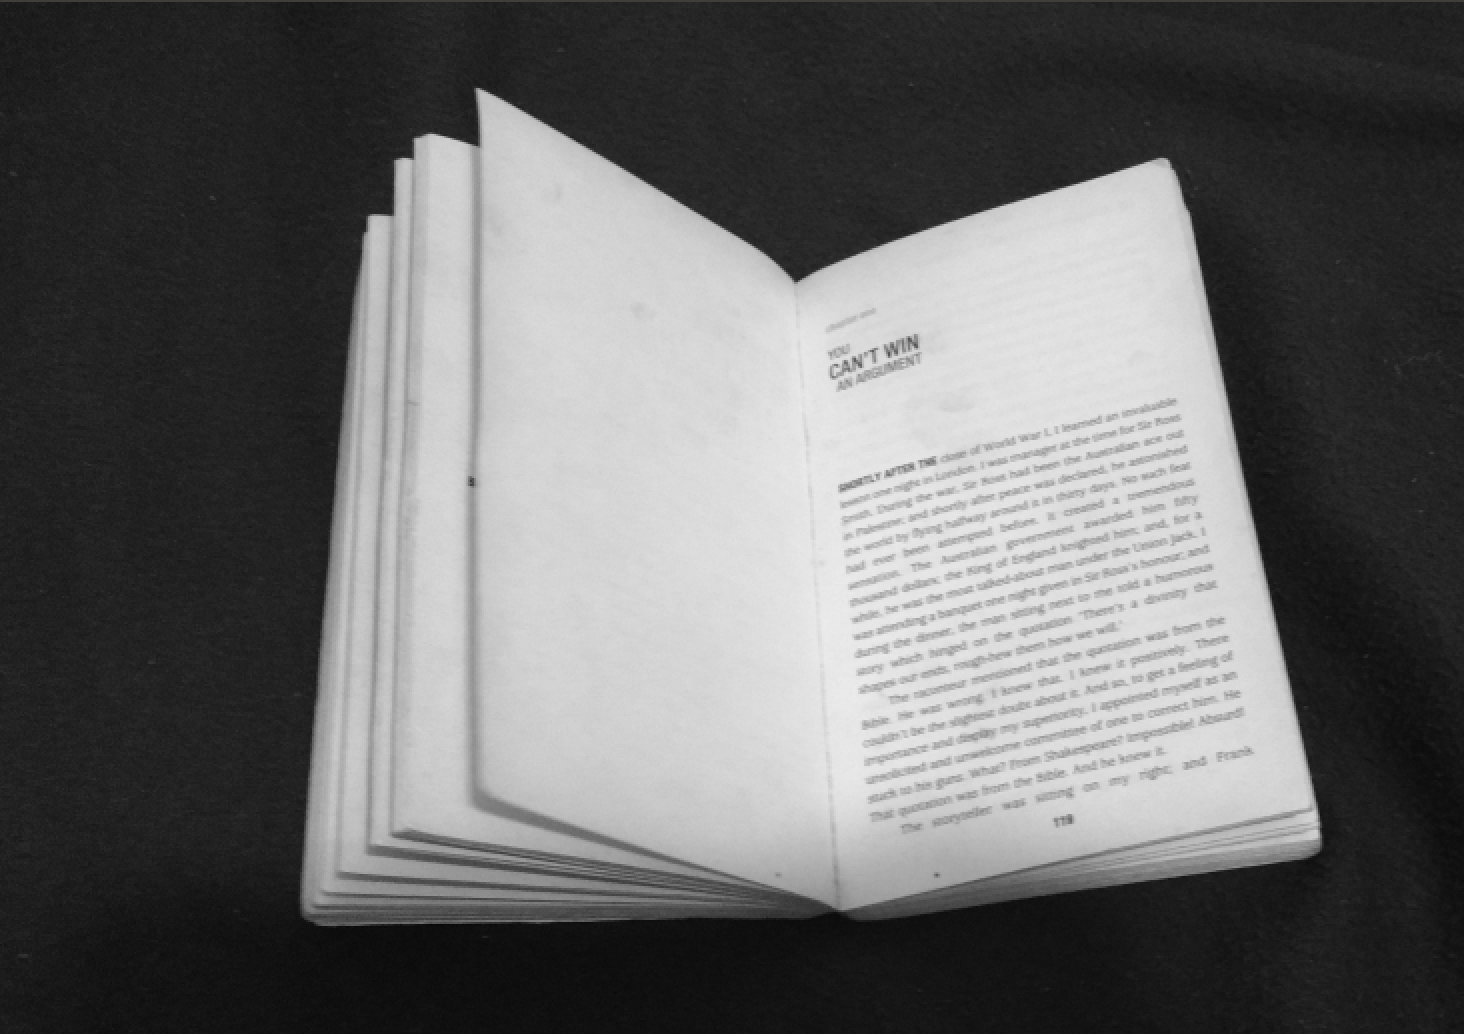 chapter one
YOU
CAN'T WIN
AN ARGUMENT
SHORTLY AFTER THE close of World War I, I learned an invaluable
lesson one night in London. I was manager at the time for Sir Ross
Smith. During the war, Sir Ross had been the Australian ace out
in Palestine; and shortly after peace was declared, he astonished
the world by flying halfway around it in thirty days. No such feat
had ever been attempted before. It created a tremendous
sensation. The Australian government awarded him fifty
thousand dollars; the King of England knighted him; and, for a
while, he was the most talked-about man under the Union Jack. I
was attending a banquet one night given in Sir Ross's honour; and
during the dinner, the man sitting next to me told a humorous
story which hinged on the quotation 'There's a divinity that
shapes our ends, rough-hew them how we will.'
The raconteur mentioned that the quotation was from the
Bible. He was wrong. I knew that. I knew it positively. There
couldn't be the slightest doubt about it. And so, to get a feeling of
importance and display my superiority, I appointed myself as an
unsolicited and unwelcome committee of one to correct him. He
stuck to his guns. What? From Shakespeare? Impossible! Absurd!
That quotation was from the Bible. And he knew it.
The storyteller was sitting on my right; and Frank
119